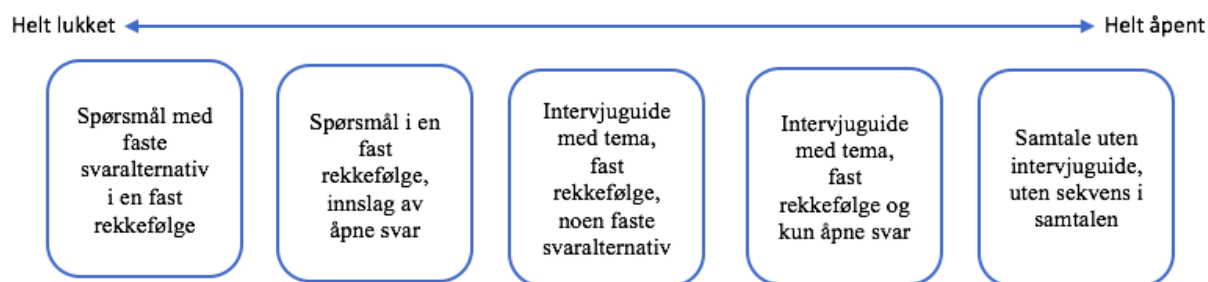 Helt lukket
Helt åpent
Spørsmål med
faste
svaralternativ
i en fast
rekkefølge
Spørsmål i en
fast
rekkefølge,
innslag av
åpne svar
Intervjuguide
med tema,
fast
rekkefølge,
noen faste
svaralternativ
Intervjuguide
med tema,
fast
rekkefølge og
kun åpne svar
Samtale uten
intervjuguide,
uten sekvens i
samtalen